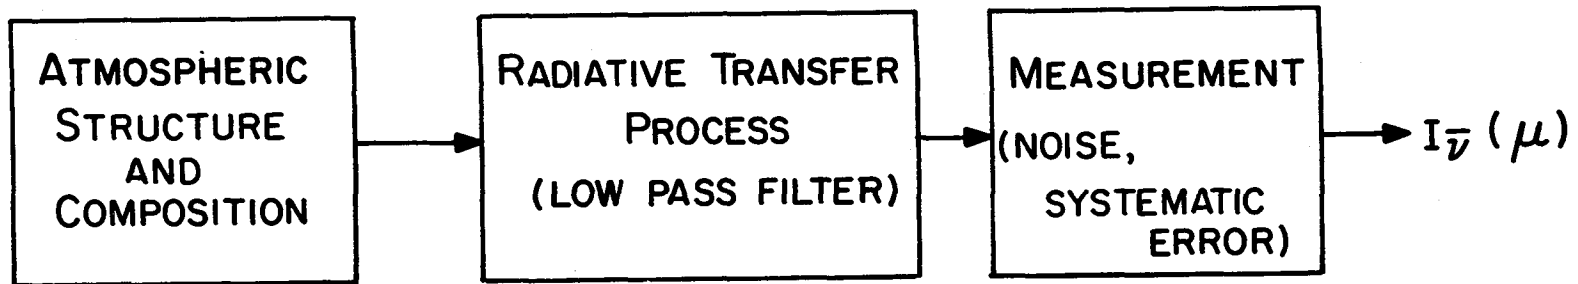 ATMOSPHERIC
STRUCTURE
AND
COMPOSITION
RADIATIVE TRANSFER
PROCESS
(LOW PASS FILTER)
MEASUREMENT
(NOISE,
SYSTEMATIC
ERROR)
I_ν̅ (μ)